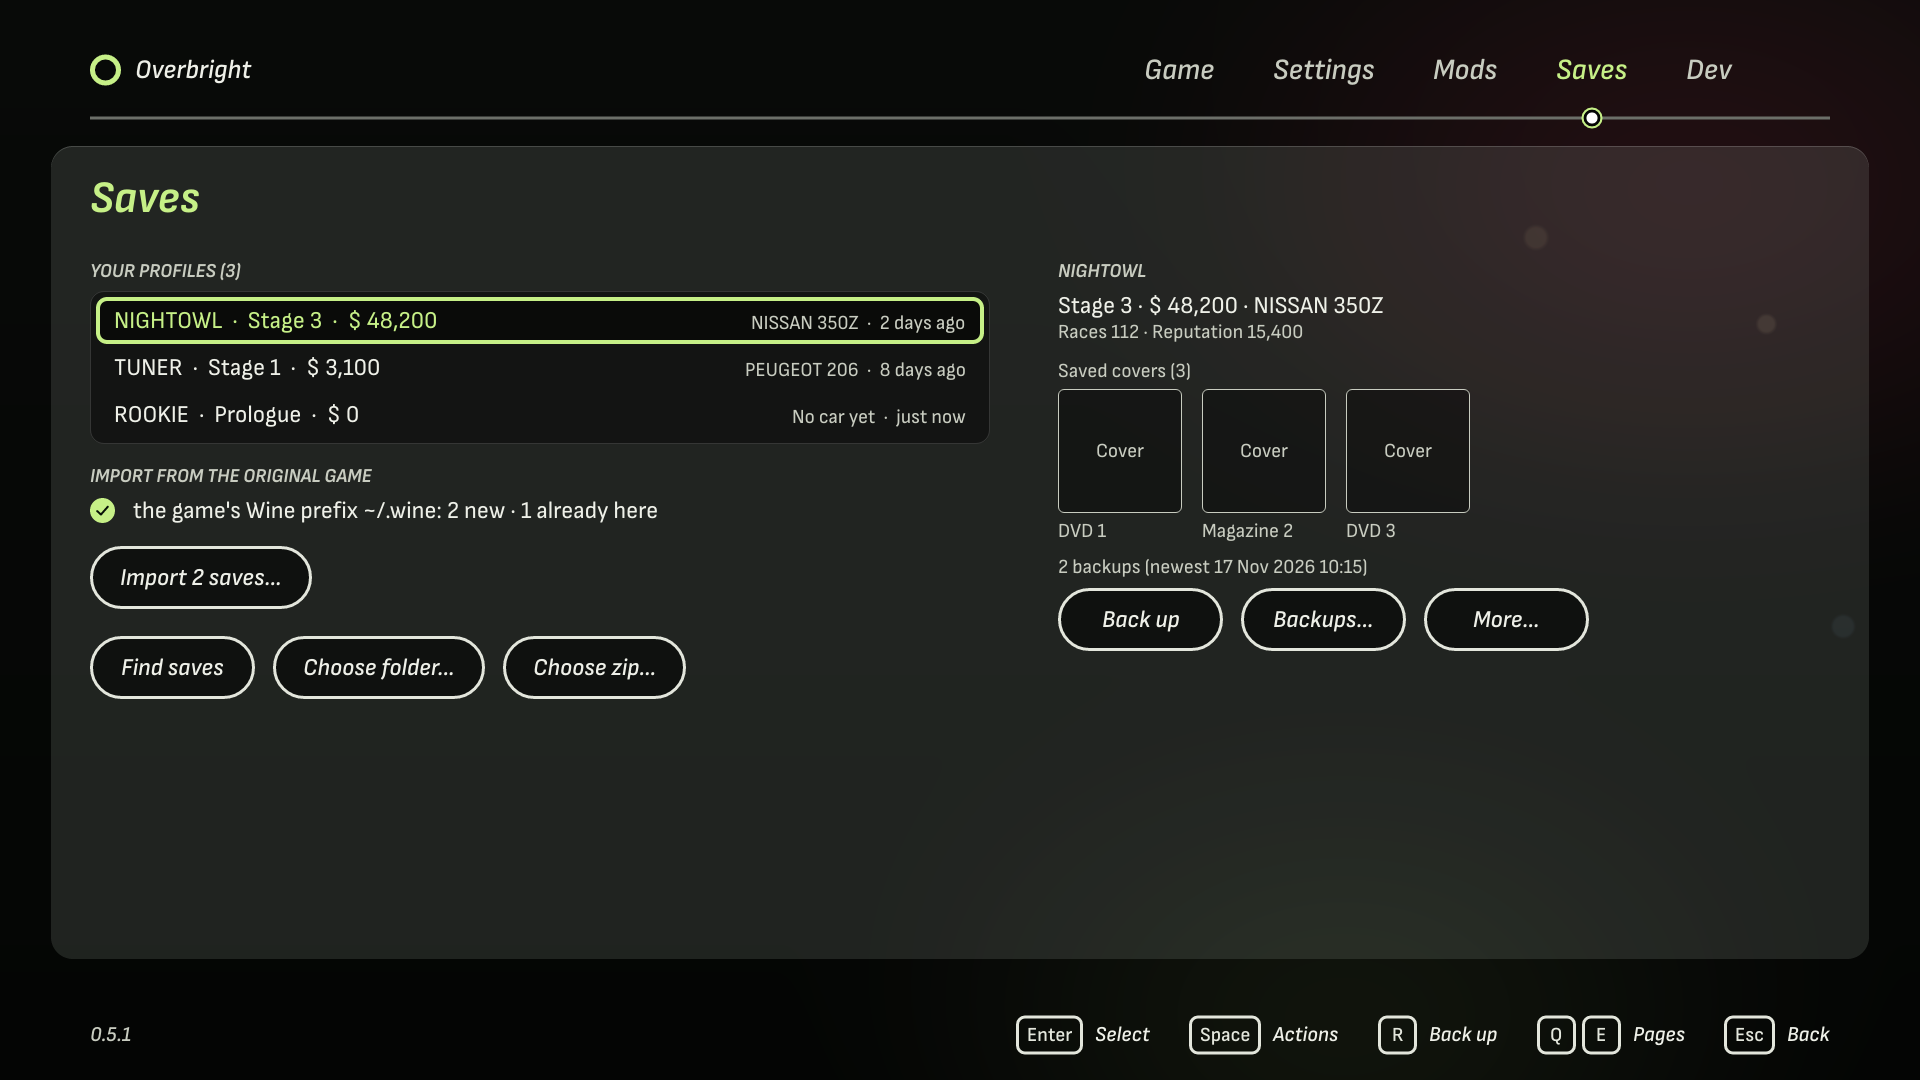 Overbright
Game
Settings
Mods
Saves
Dev
Saves
YOUR PROFILES (3)
NIGHTOWL · Stage 3 · $ 48,200
NISSAN 350Z · 2 days ago
TUNER · Stage 1 · $ 3,100
PEUGEOT 206 · 8 days ago
ROOKIE · Prologue · $ 0
No car yet · just now
IMPORT FROM THE ORIGINAL GAME
the game's Wine prefix ~/.wine: 2 new · 1 already here
Import 2 saves...
Find saves
Choose folder...
Choose zip...
NIGHTOWL
Stage 3 · $ 48,200 · NISSAN 350Z
Races 112 · Reputation 15,400
Saved covers (3)
Cover
Cover
Cover
DVD 1
Magazine 2
DVD 3
2 backups (newest 17 Nov 2026 10:15)
Back up
Backups...
More...
0.5.1
Enter Select
Space Actions
R Back up
Q E Pages
Esc Back